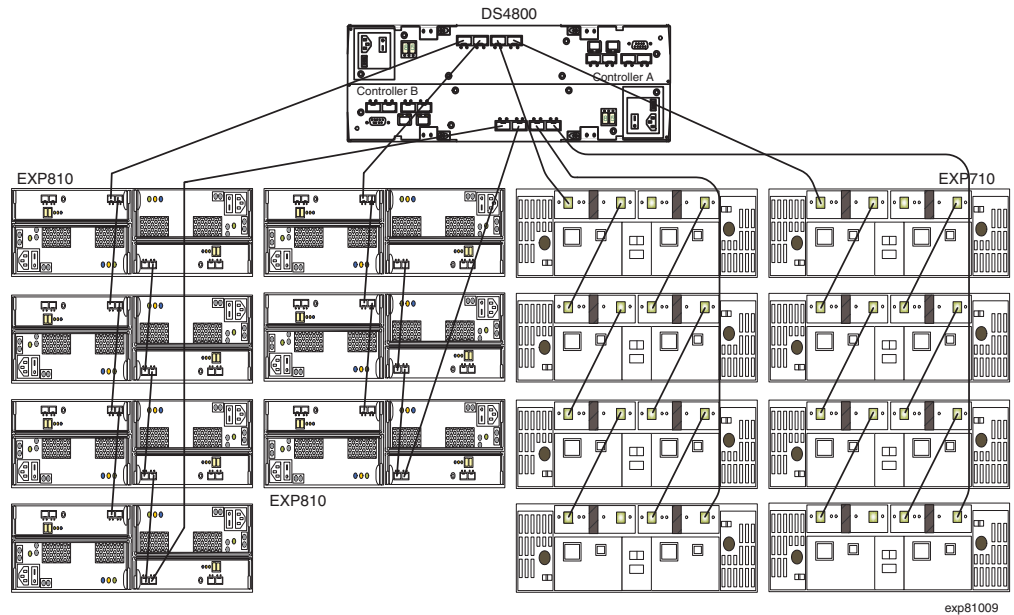 DS4800
Controller A
Controller B
EXP810
EXP710
EXP810
exp81009